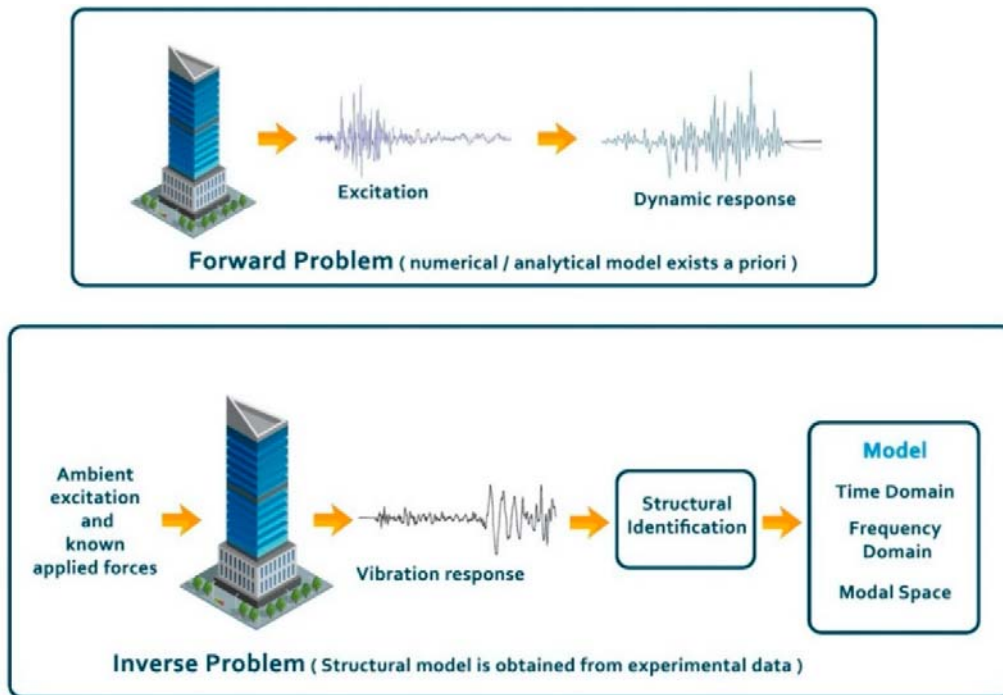 Excitation
Dynamic response
Forward Problem ( numerical / analytical model exists a priori )
Ambient
excitation
and
known
applied forces
Vibration response
Structural
Identification
Model
Time Domain
Frequency
Domain
Modal Space
Inverse Problem ( Structural model is obtained from experimental data )